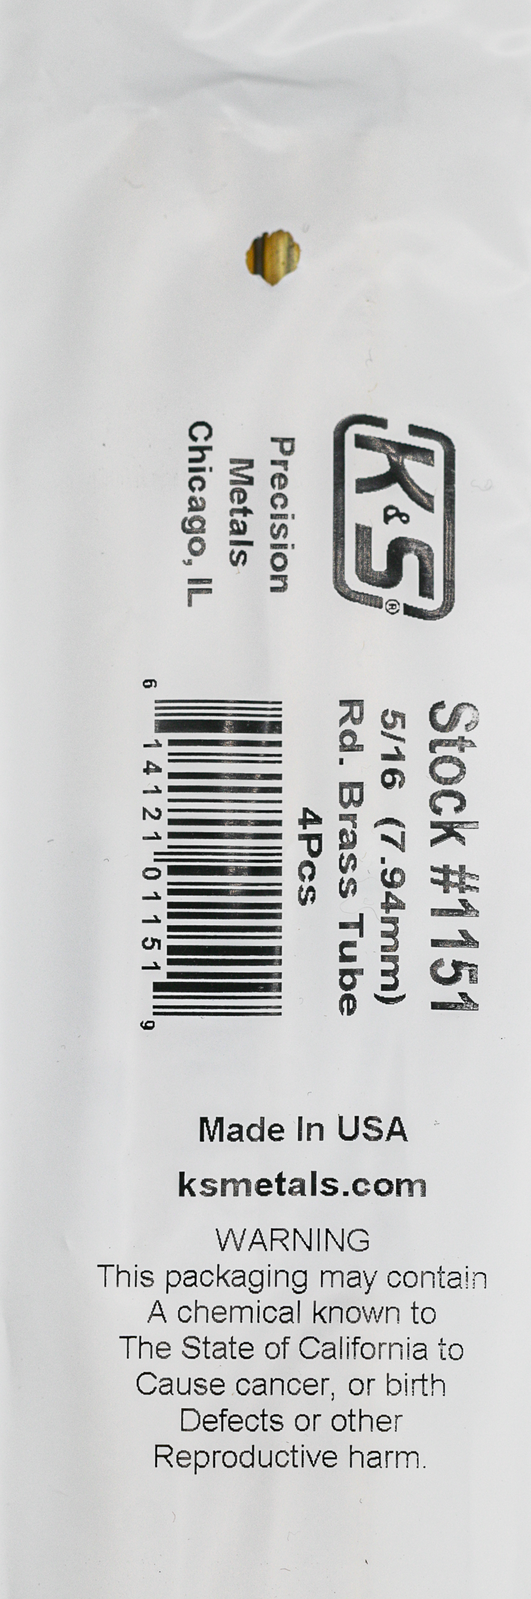 K&S®
Precision
Metals
Chicago, IL
Stock #1151
5/16 (7.94mm)
Rd. Brass Tube
4Pcs
6 14121 01151 9
Made In USA
ksmetals.com
WARNING
This packaging may contain
A chemical known to
The State of California to
Cause cancer, or birth
Defects or other
Reproductive harm.